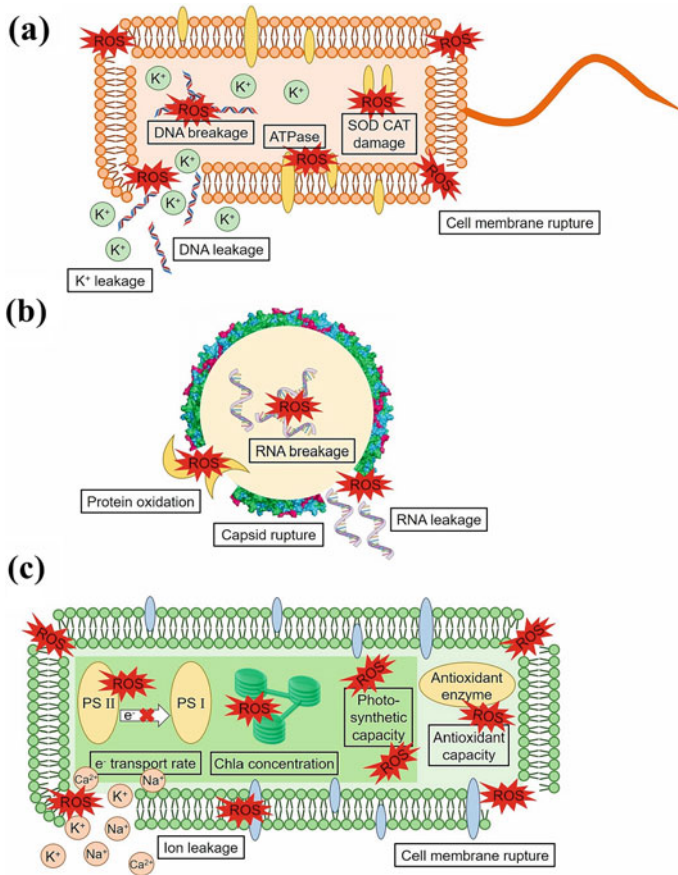 (a)
ROS
ROS
K⁺
K⁺
K⁺
K⁺
ROS
ROS
DNA breakage
ATPase
SOD CAT
damage
K⁺
ROS
ROS
ROS
K⁺
K⁺
K⁺
K⁺
DNA leakage
Cell membrane rupture
K⁺ leakage
(b)
ROS
RNA breakage
ROS
ROS
Protein oxidation
RNA leakage
Capsid rupture
(c)
ROS
ROS
ROS
ROS
PS II
PS I
e⁻
ROS
Photo-
synthetic
capacity
Antioxidant
enzyme
ROS
Antioxidant
capacity
ROS
e⁻ transport rate
Chla concentration
Ca²⁺
Na⁺
K⁺
ROS
ROS
ROS
K⁺
Na⁺
K⁺
Na⁺
Ca²⁺
Ion leakage
Cell membrane rupture